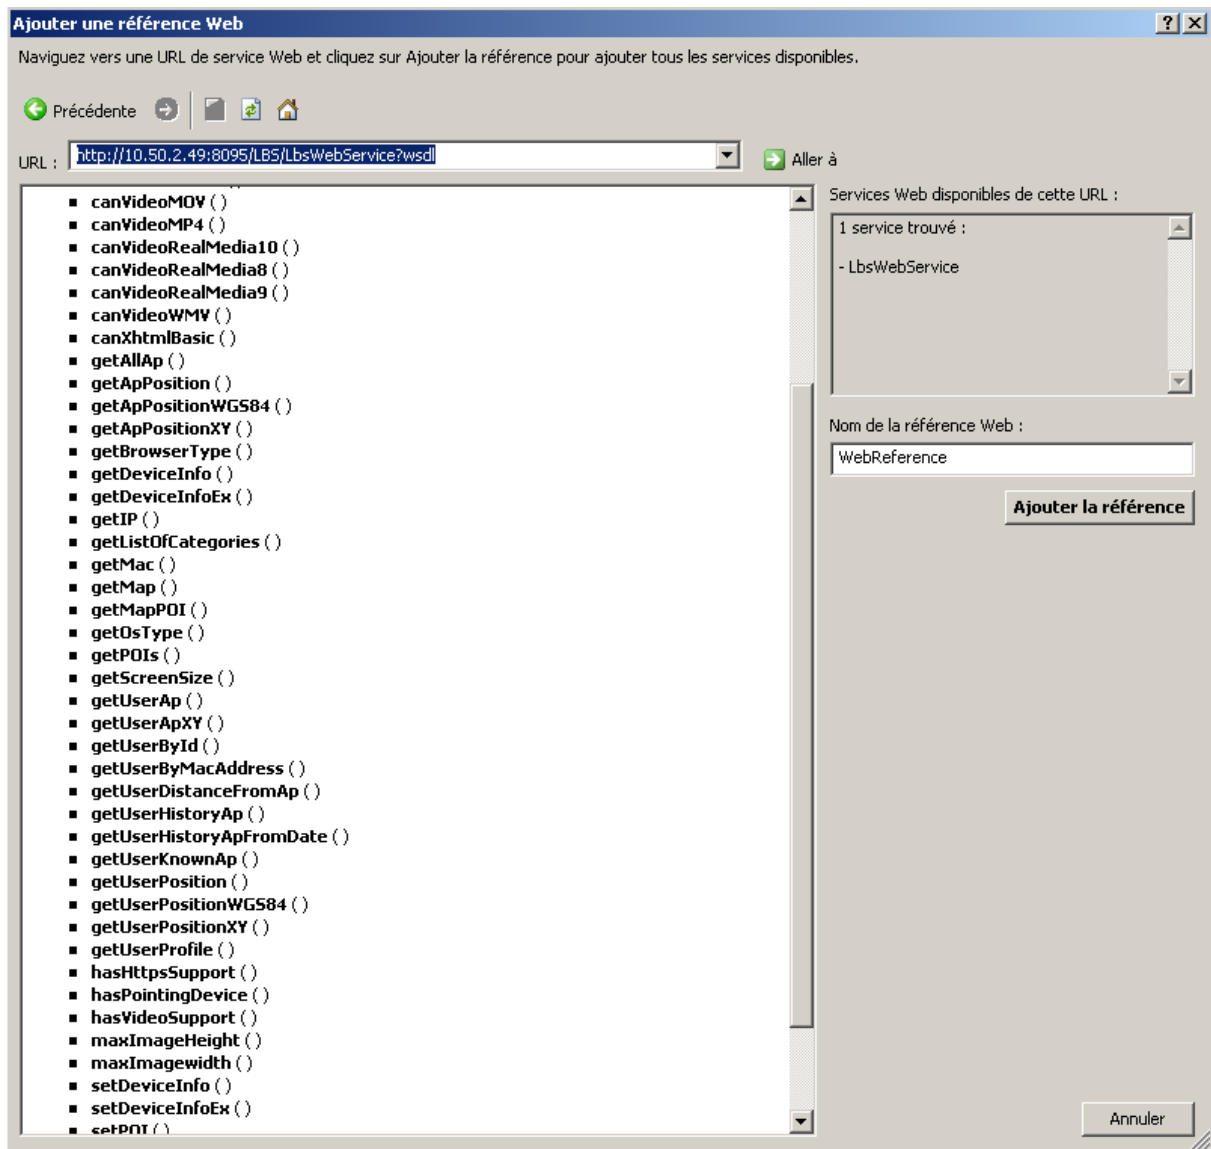 Ajouter une référence Web
Naviguez vers une URL de service Web et cliquez sur Ajouter la référence pour ajouter tous les services disponibles.
Précédente
URL : http://10.50.2.49:8095/LBS/LbsWebService?wsdl Aller à
canVideoMOV ( )
canVideoMP4 ( )
canVideoRealMedia10 ( )
canVideoRealMedia8 ( )
canVideoRealMedia9 ( )
canVideoWMV ( )
canXhtmlBasic ( )
getAllAp ( )
getApPosition ( )
getApPositionWGS84 ( )
getApPositionXY ( )
getBrowserType ( )
getDeviceInfo ( )
getDeviceInfoEx ( )
getIP ( )
getListOfCategories ( )
getMac ( )
getMap ( )
getMapPOI ( )
getOsType ( )
getPOIs ( )
getScreenSize ( )
getUserAp ( )
getUserApXY ( )
getUserById ( )
getUserByMacAddress ( )
getUserDistanceFromAp ( )
getUserHistoryAp ( )
getUserHistoryApFromDate ( )
getUserKnownAp ( )
getUserPosition ( )
getUserPositionWGS84 ( )
getUserPositionXY ( )
getUserProfile ( )
hasHttpsSupport ( )
hasPointingDevice ( )
hasVideoSupport ( )
maxImageHeight ( )
maxImagewidth ( )
setDeviceInfo ( )
setDeviceInfoEx ( )
setPOI ( )
Services Web disponibles de cette URL :
1 service trouvé :
- LbsWebService
Nom de la référence Web :
WebReference
Ajouter la référence
Annuler